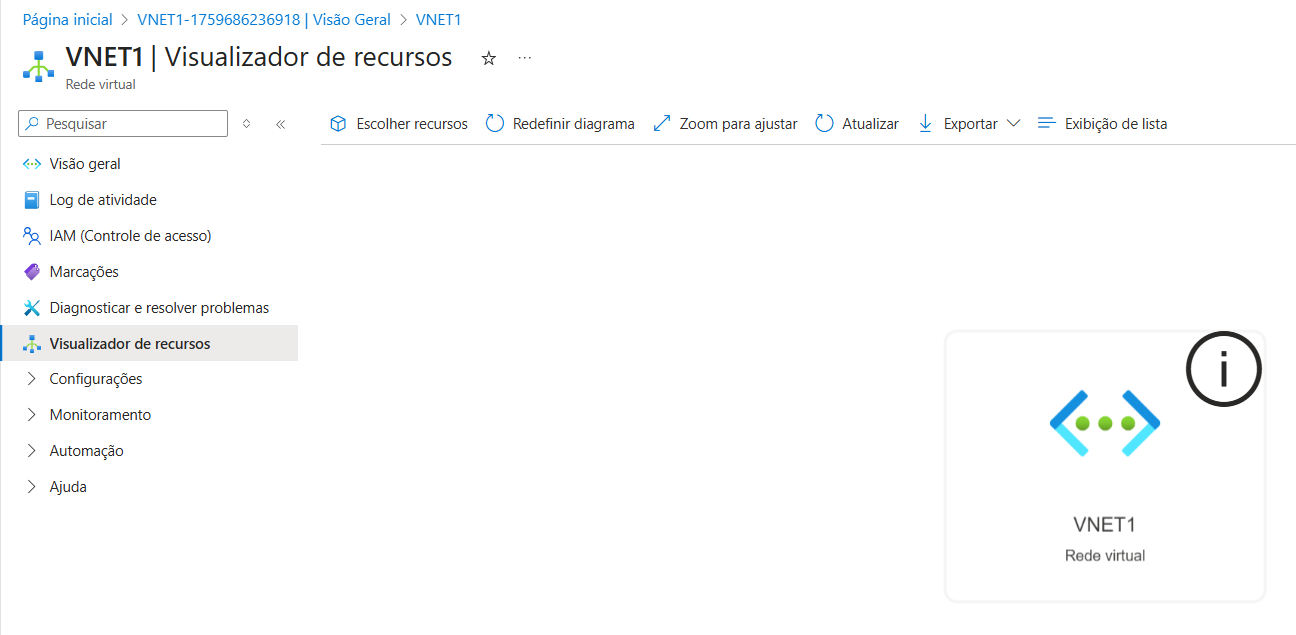 Página inicial > VNET1-1759686236918 | Visão Geral > VNET1
VNET1 | Visualizador de recursos
Rede virtual
Pesquisar
Escolher recursos Redefinir diagrama Zoom para ajustar Atualizar Exportar Exibição de lista
Visão geral
Log de atividade
IAM (Controle de acesso)
Marcações
Diagnosticar e resolver problemas
Visualizador de recursos
Configurações
Monitoramento
Automação
Ajuda
i
VNET1
Rede virtual